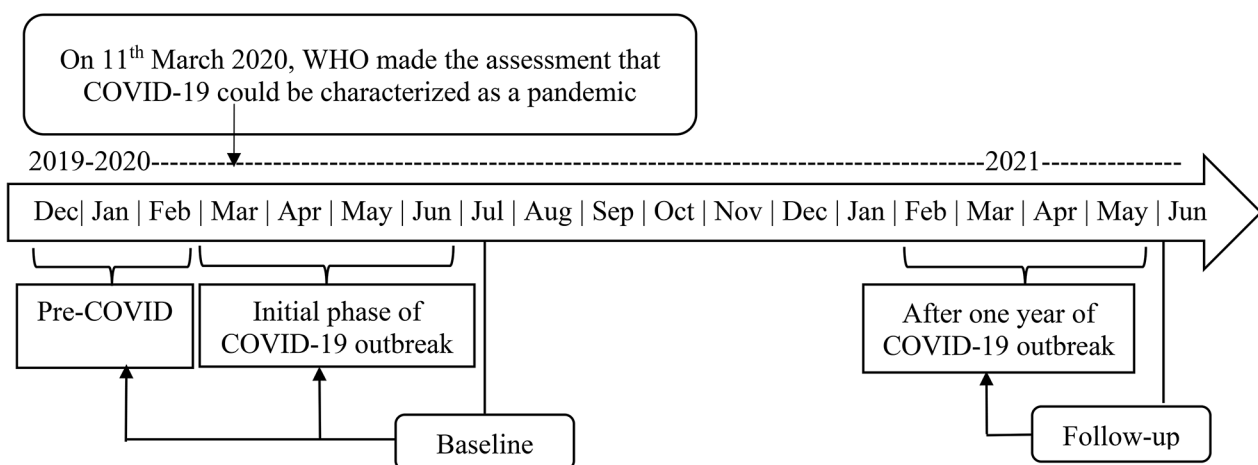 On 11th March 2020, WHO made the assessment that
COVID-19 could be characterized as a pandemic
2019-2020-----------------------------------------------------------------------------------------2021---------------
Dec| Jan | Feb | Mar | Apr | May | Jun | Jul | Aug | Sep | Oct | Nov | Dec | Jan | Feb | Mar | Apr | May | Jun
Pre-COVID
Initial phase of
COVID-19 outbreak
After one year of
COVID-19 outbreak
Baseline
Follow-up